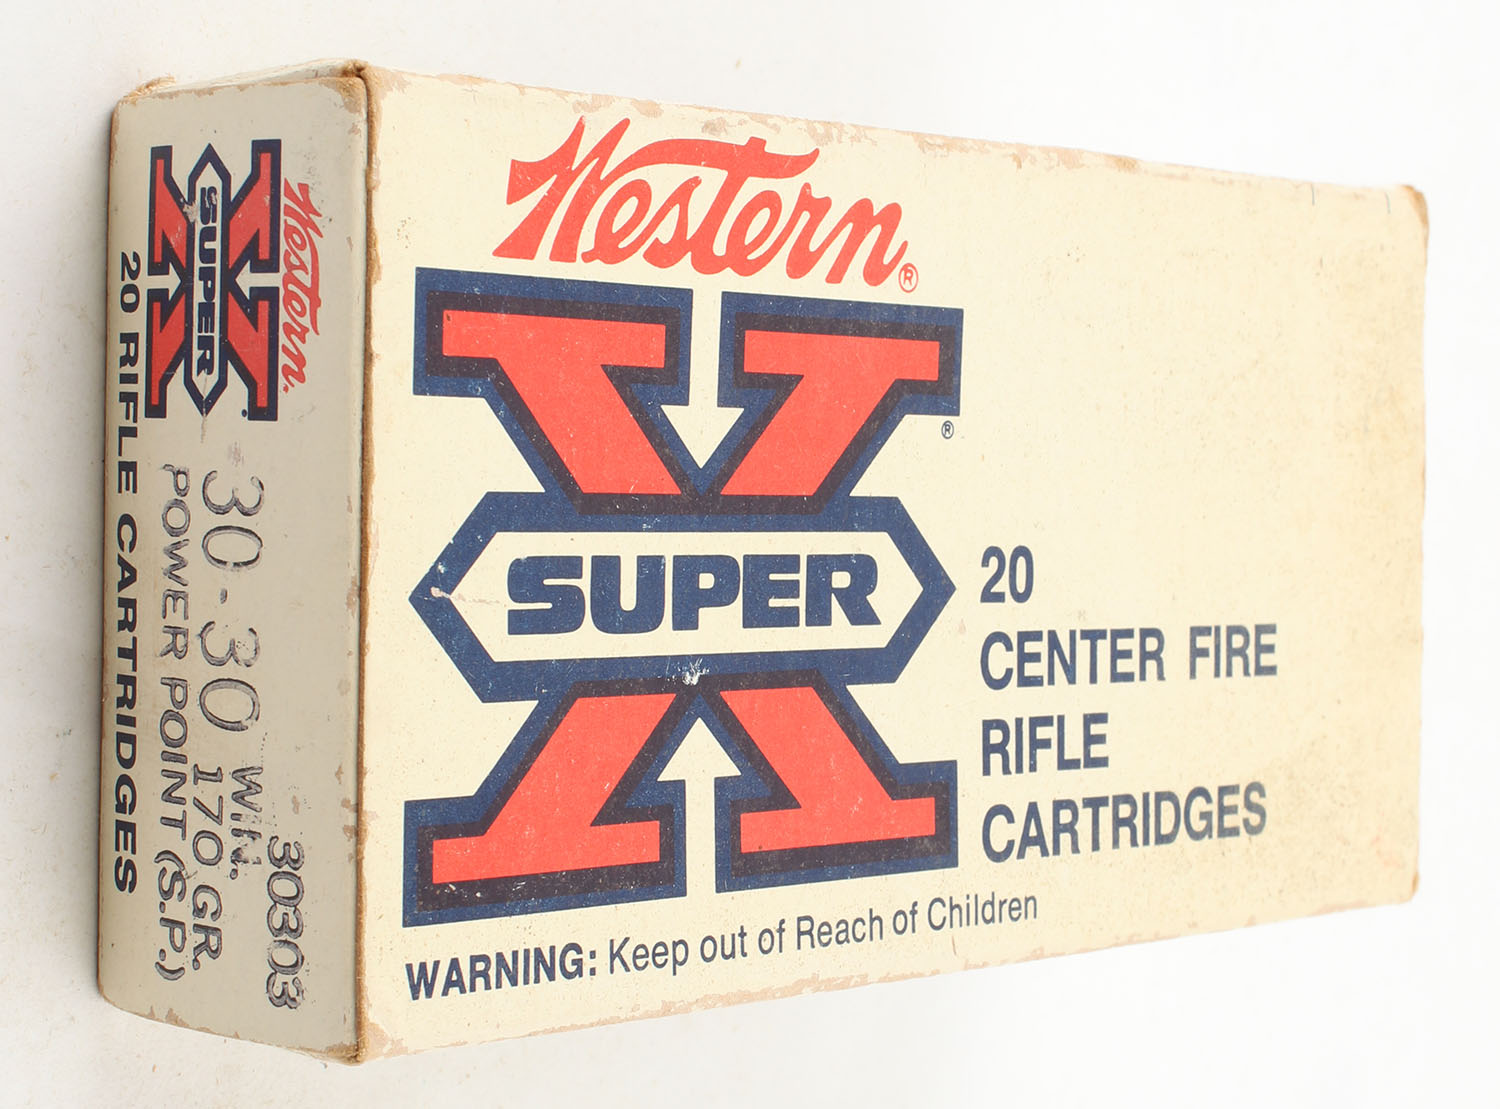 Western®
SUPER X®
20
CENTER FIRE
RIFLE
CARTRIDGES
WARNING: Keep out of Reach of Children
Western.
SUPER X
30303
30-30 WIN.
170 GR.
POWER POINT (S.P.)
20 RIFLE CARTRIDGES